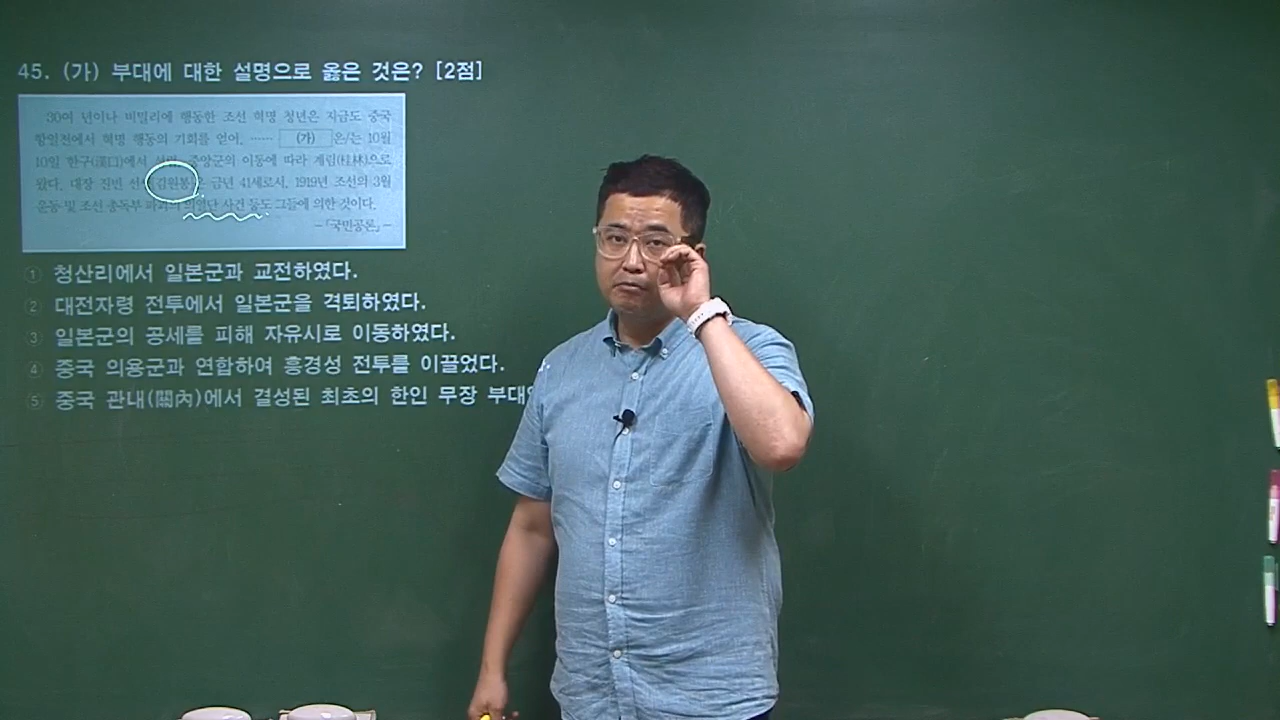 45. (가) 부대에 대한 설명으로 옳은 것은? [2점]
30여 년이나 비밀리에 행동한 조선 혁명 청년은 지금도 중국
항일전에서 혁명 행동의 기회를 얻어, …… (가) 은/는 10월
10일 한구(漢口)에서 중앙군의 이동에 따라 계림(桂林)으로
왔다. 대장 진빈 선생 김원봉은 금년 41세로서, 1919년 조선의 3월
운동 및 조선 총독부 파괴의 의열단 사건 등도 그들에 의한 것이다.
-「국민공론」-
① 청산리에서 일본군과 교전하였다.
② 대전자령 전투에서 일본군을 격퇴하였다.
③ 일본군의 공세를 피해 자유시로 이동하였다.
④ 중국 의용군과 연합하여 흥경성 전투를 이끌었다.
⑤ 중국 관내(關內)에서 결성된 최초의 한인 무장 부대